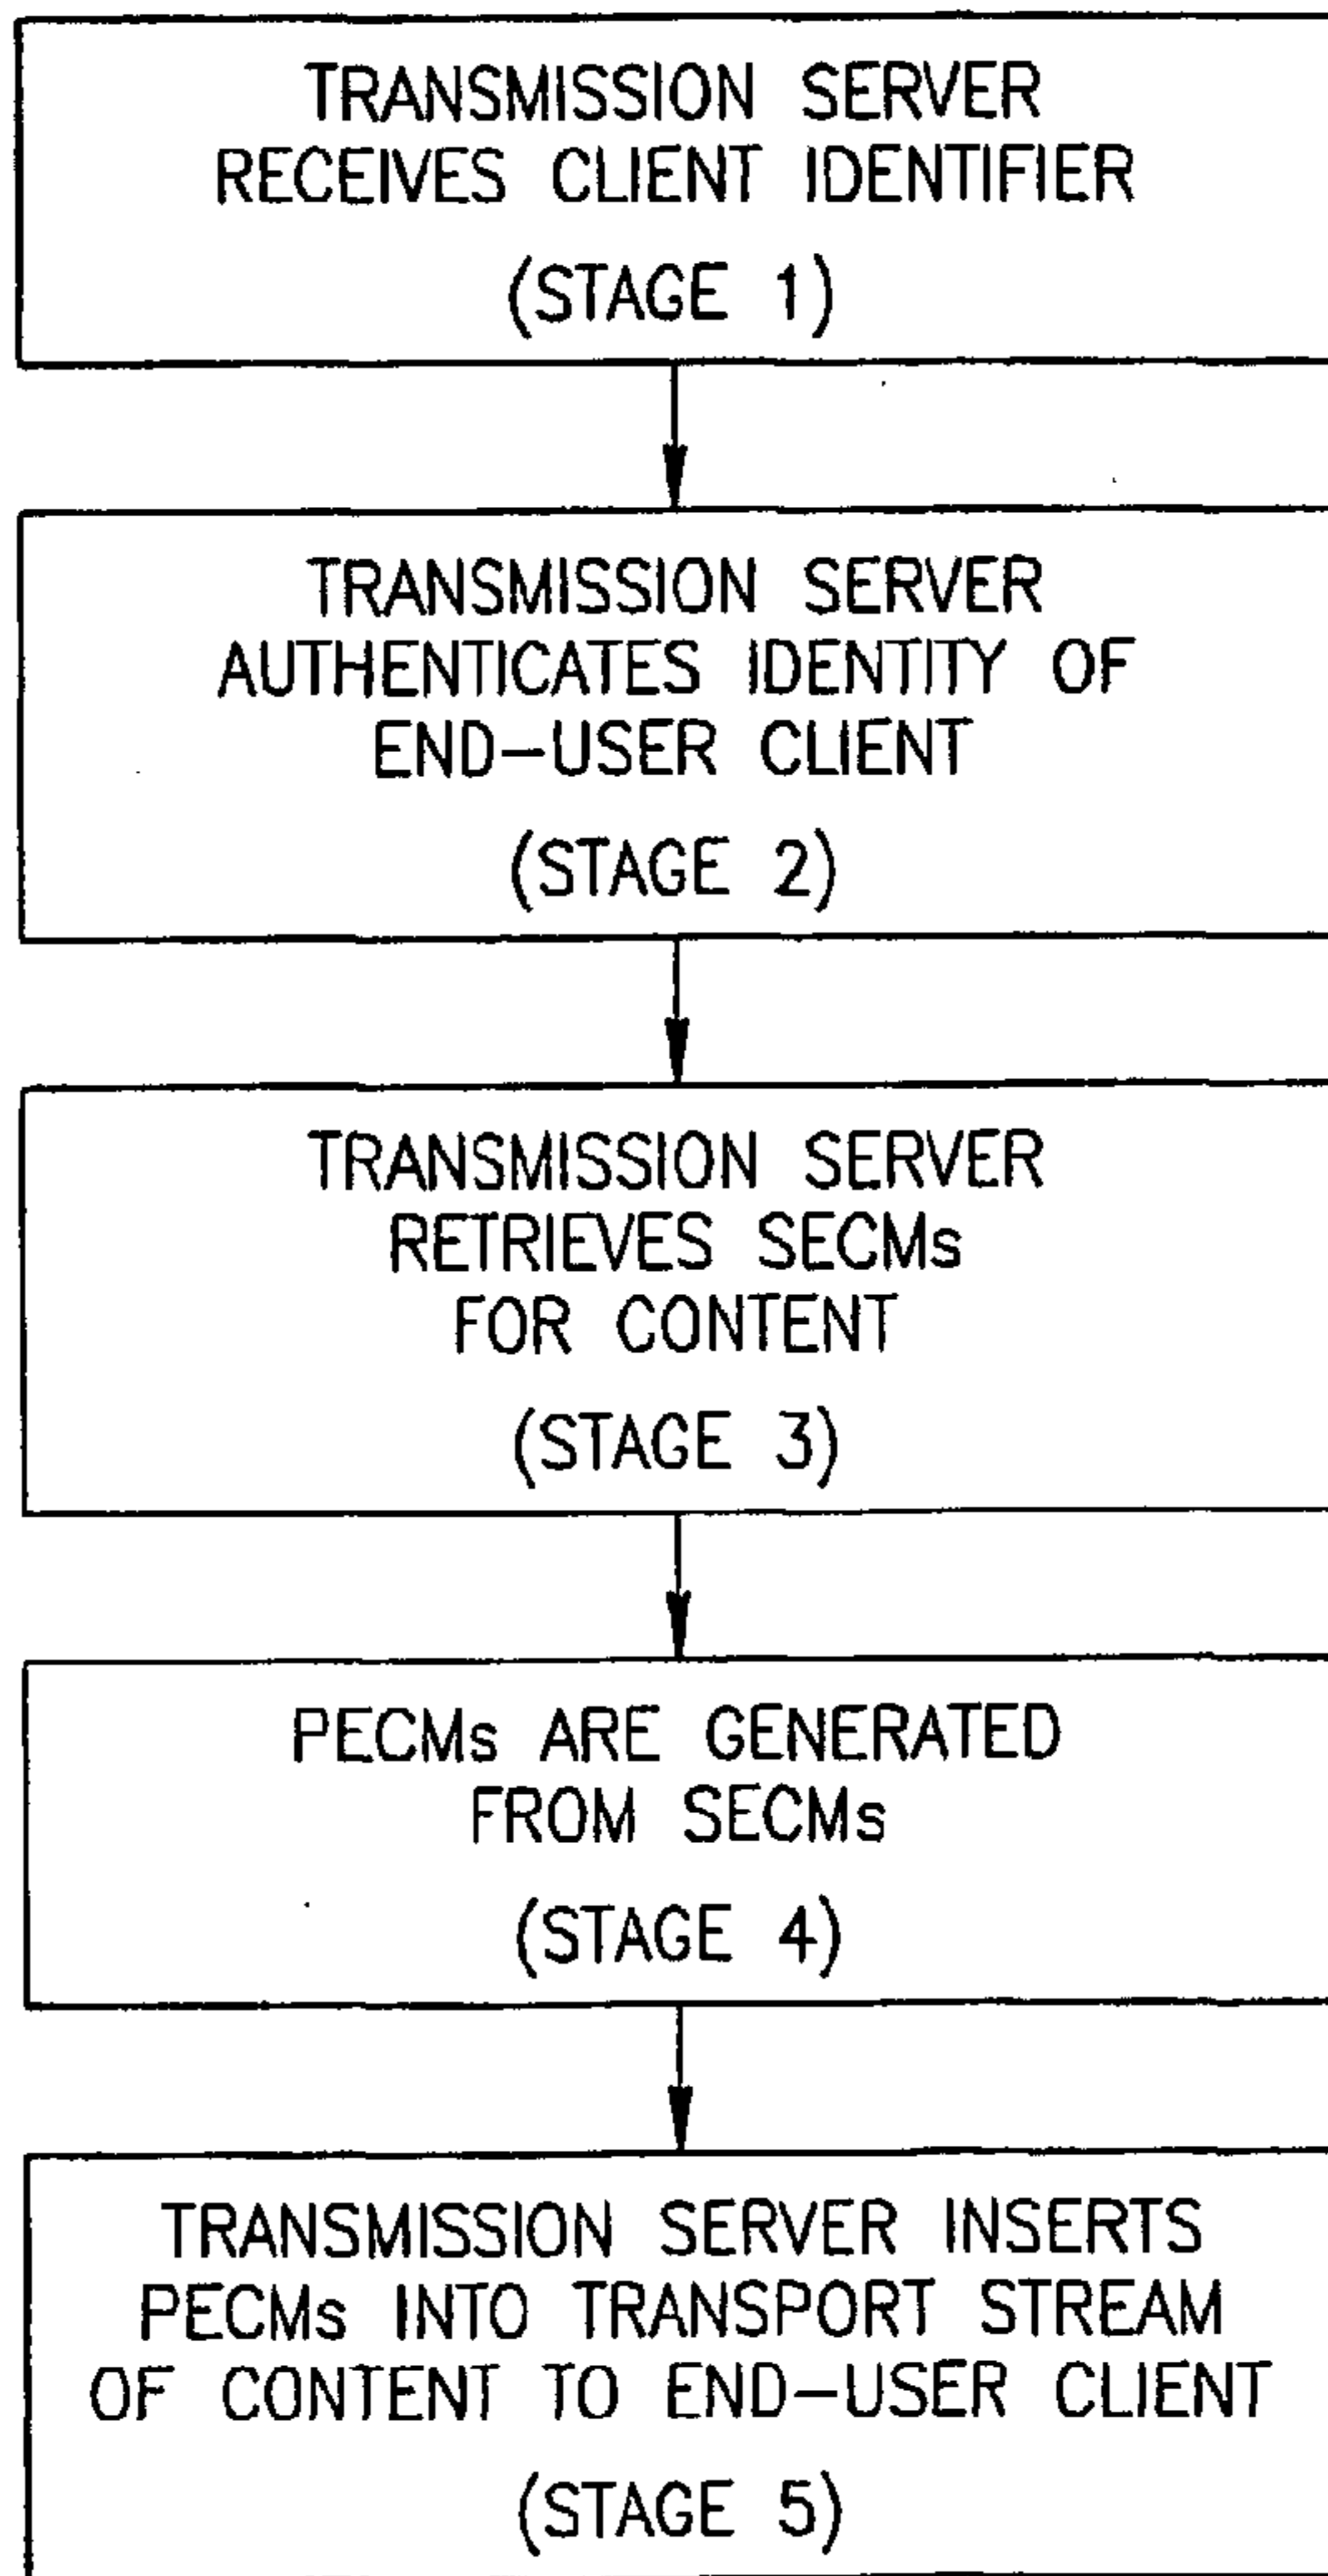 TRANSMISSION SERVER
RECEIVES CLIENT IDENTIFIER
(STAGE 1)
TRANSMISSION SERVER
AUTHENTICATES IDENTITY OF
END-USER CLIENT
(STAGE 2)
TRANSMISSION SERVER
RETRIEVES SECMs
FOR CONTENT
(STAGE 3)
PECMs ARE GENERATED
FROM SECMs
(STAGE 4)
TRANSMISSION SERVER INSERTS
PECMs INTO TRANSPORT STREAM
OF CONTENT TO END-USER CLIENT
(STAGE 5)